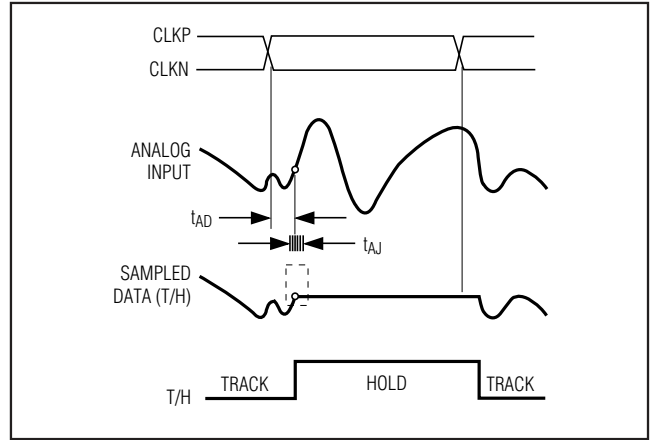 CLKP
CLKN
ANALOG
INPUT
tAD
tAJ
SAMPLED
DATA (T/H)
T/H
TRACK
HOLD
TRACK